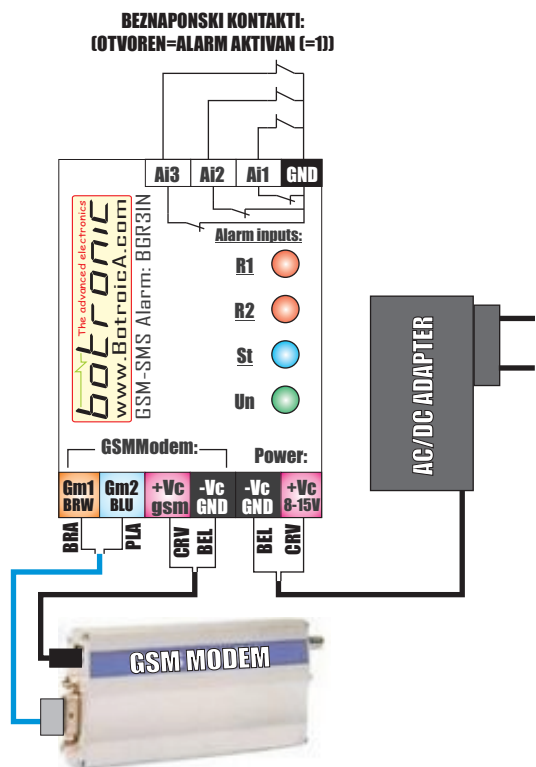 BEZNAPONSKI KONTAKTI:
(OTVOREN=ALARM AKTIVAN (=1))
Ai3 Ai2 Ai1 GND
Alarm inputs:
R1
R2
St
Un
The advanced electronics
botronic
www.BotroicA.com
GSM-SMS Alarm: BGR3IN
AC/DC ADAPTER
GSMModem: Power:
Gm1 Gm2 +Vc -Vc -Vc +Vc
BRW BLU gsm GND GND 8-15V
BRA PLA CRV BEL BEL CRV
GSM MODEM